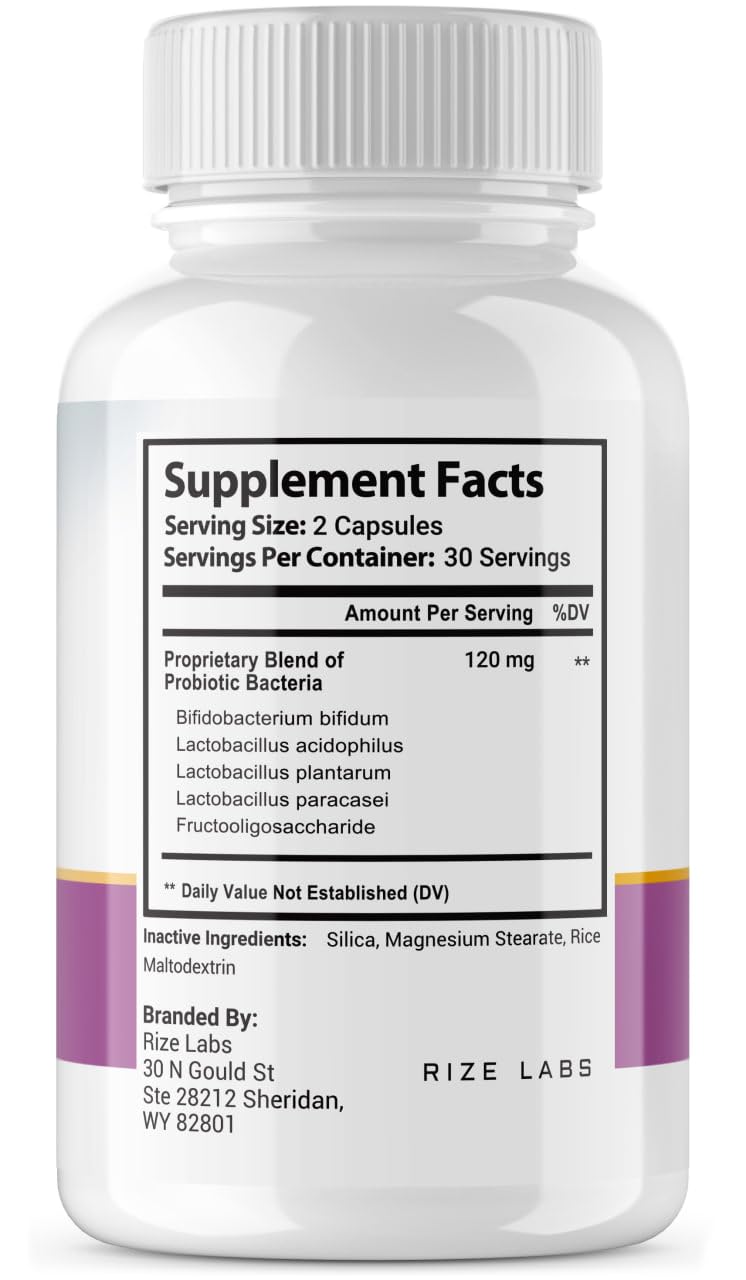 Supplement Facts
Serving Size: 2 Capsules
Servings Per Container: 30 Servings
Amount Per Serving %DV
Proprietary Blend of 120 mg **
Probiotic Bacteria
Bifidobacterium bifidum
Lactobacillus acidophilus
Lactobacillus plantarum
Lactobacillus paracasei
Fructooligosaccharide
** Daily Value Not Established (DV)
Inactive Ingredients: Silica, Magnesium Stearate, Rice
Maltodextrin
Branded By:
Rize Labs
30 N Gould St
Ste 28212 Sheridan,
WY 82801
RIZE LABS